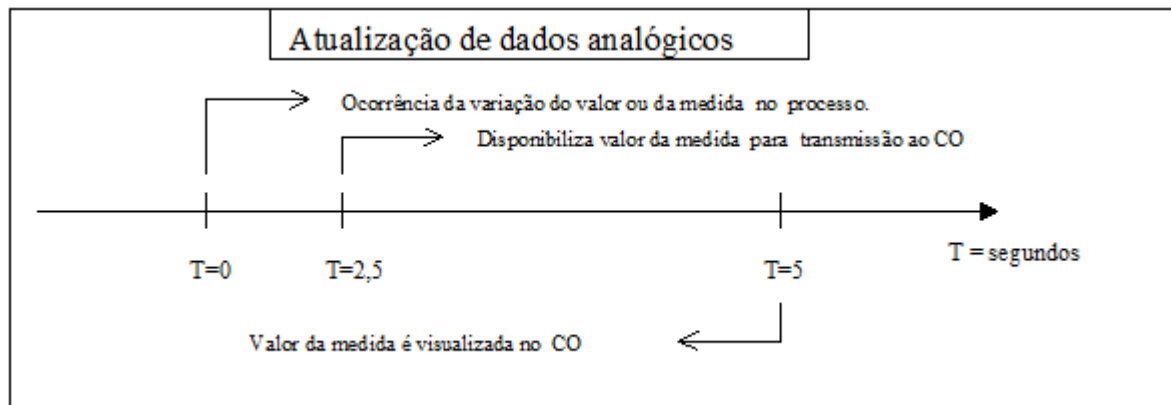 Atualização de dados analógicos
Ocorrência da variação do valor ou da medida no processo.
Disponibiliza valor da medida para transmissão ao CO
T=0
T=2,5
T=5
T = segundos
Valor da medida é visualizada no CO